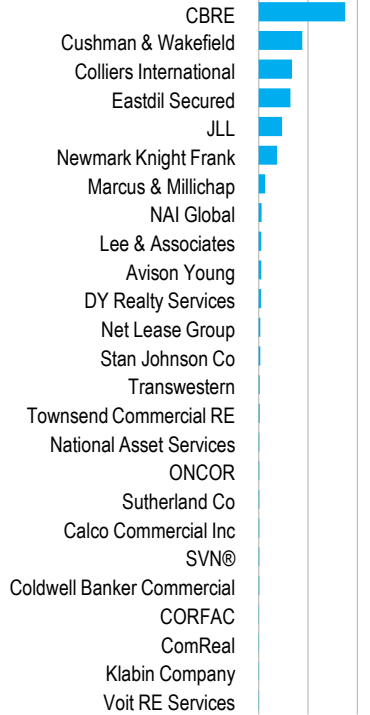 CBRE
Cushman & Wakefield
Colliers International
Eastdil Secured
JLL
Newmark Knight Frank
Marcus & Millichap
NAI Global
Lee & Associates
Avison Young
DY Realty Services
Net Lease Group
Stan Johnson Co
Transwestern
Townsend Commercial RE
National Asset Services
ONCOR
Sutherland Co
Calco Commercial Inc
SVN®
Coldwell Banker Commercial
CORFAC
ComReal
Klabin Company
Voit RE Services